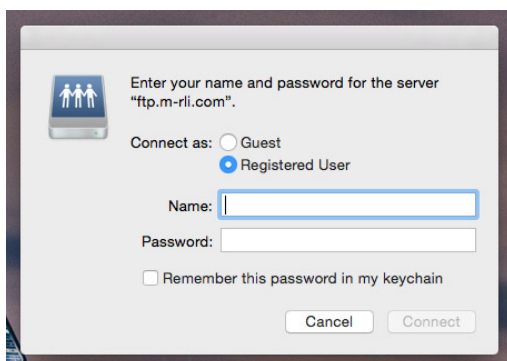 Enter your name and password for the server
“ftp.m-rli.com”.
Connect as: Guest
Registered User
Name:
Password:
Remember this password in my keychain
Cancel Connect